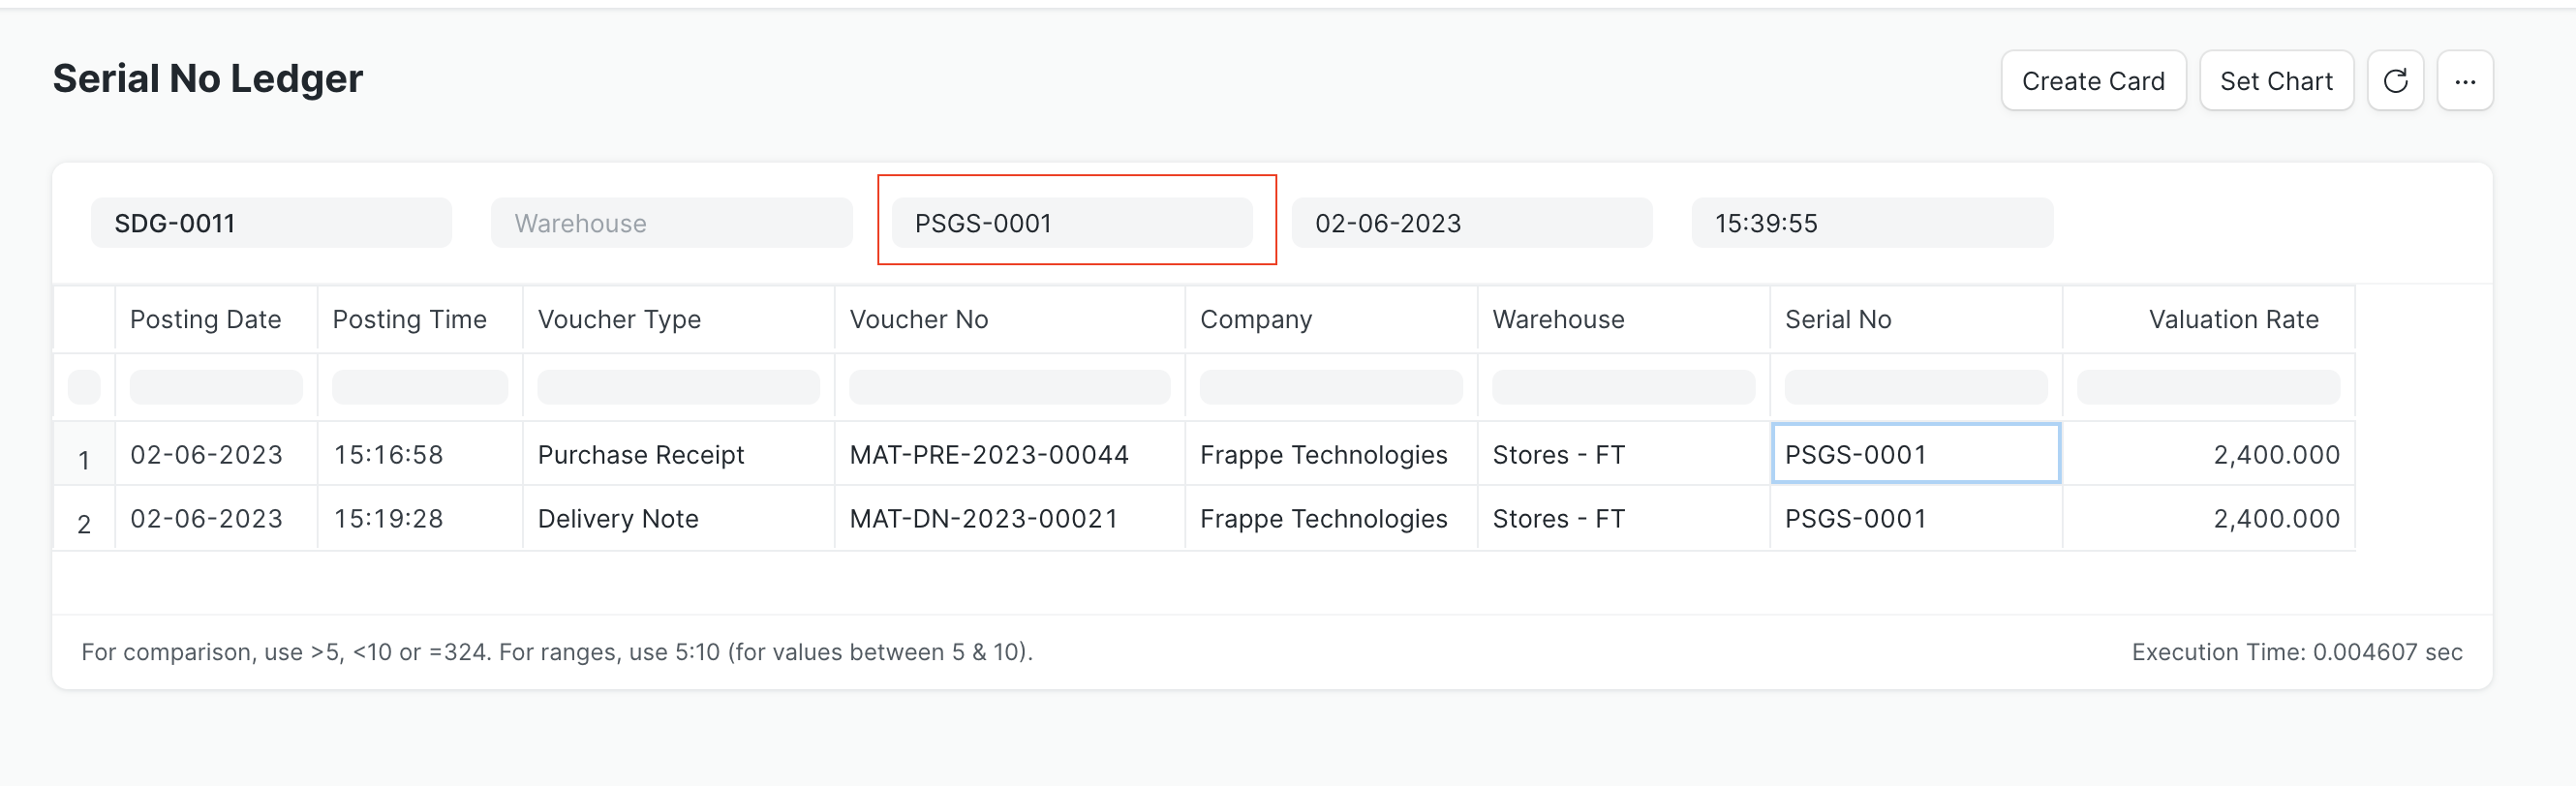 Serial No Ledger Create Card Set Chart ...
SDG-0011 Warehouse PSGS-0001 02-06-2023 15:39:55
Posting Date Posting Time Voucher Type Voucher No Company Warehouse Serial No Valuation Rate
1 02-06-2023 15:16:58 Purchase Receipt MAT-PRE-2023-00044 Frappe Technologies Stores - FT PSGS-0001 2,400.000
2 02-06-2023 15:19:28 Delivery Note MAT-DN-2023-00021 Frappe Technologies Stores - FT PSGS-0001 2,400.000
For comparison, use >5, <10 or =324. For ranges, use 5:10 (for values between 5 & 10). Execution Time: 0.004607 sec